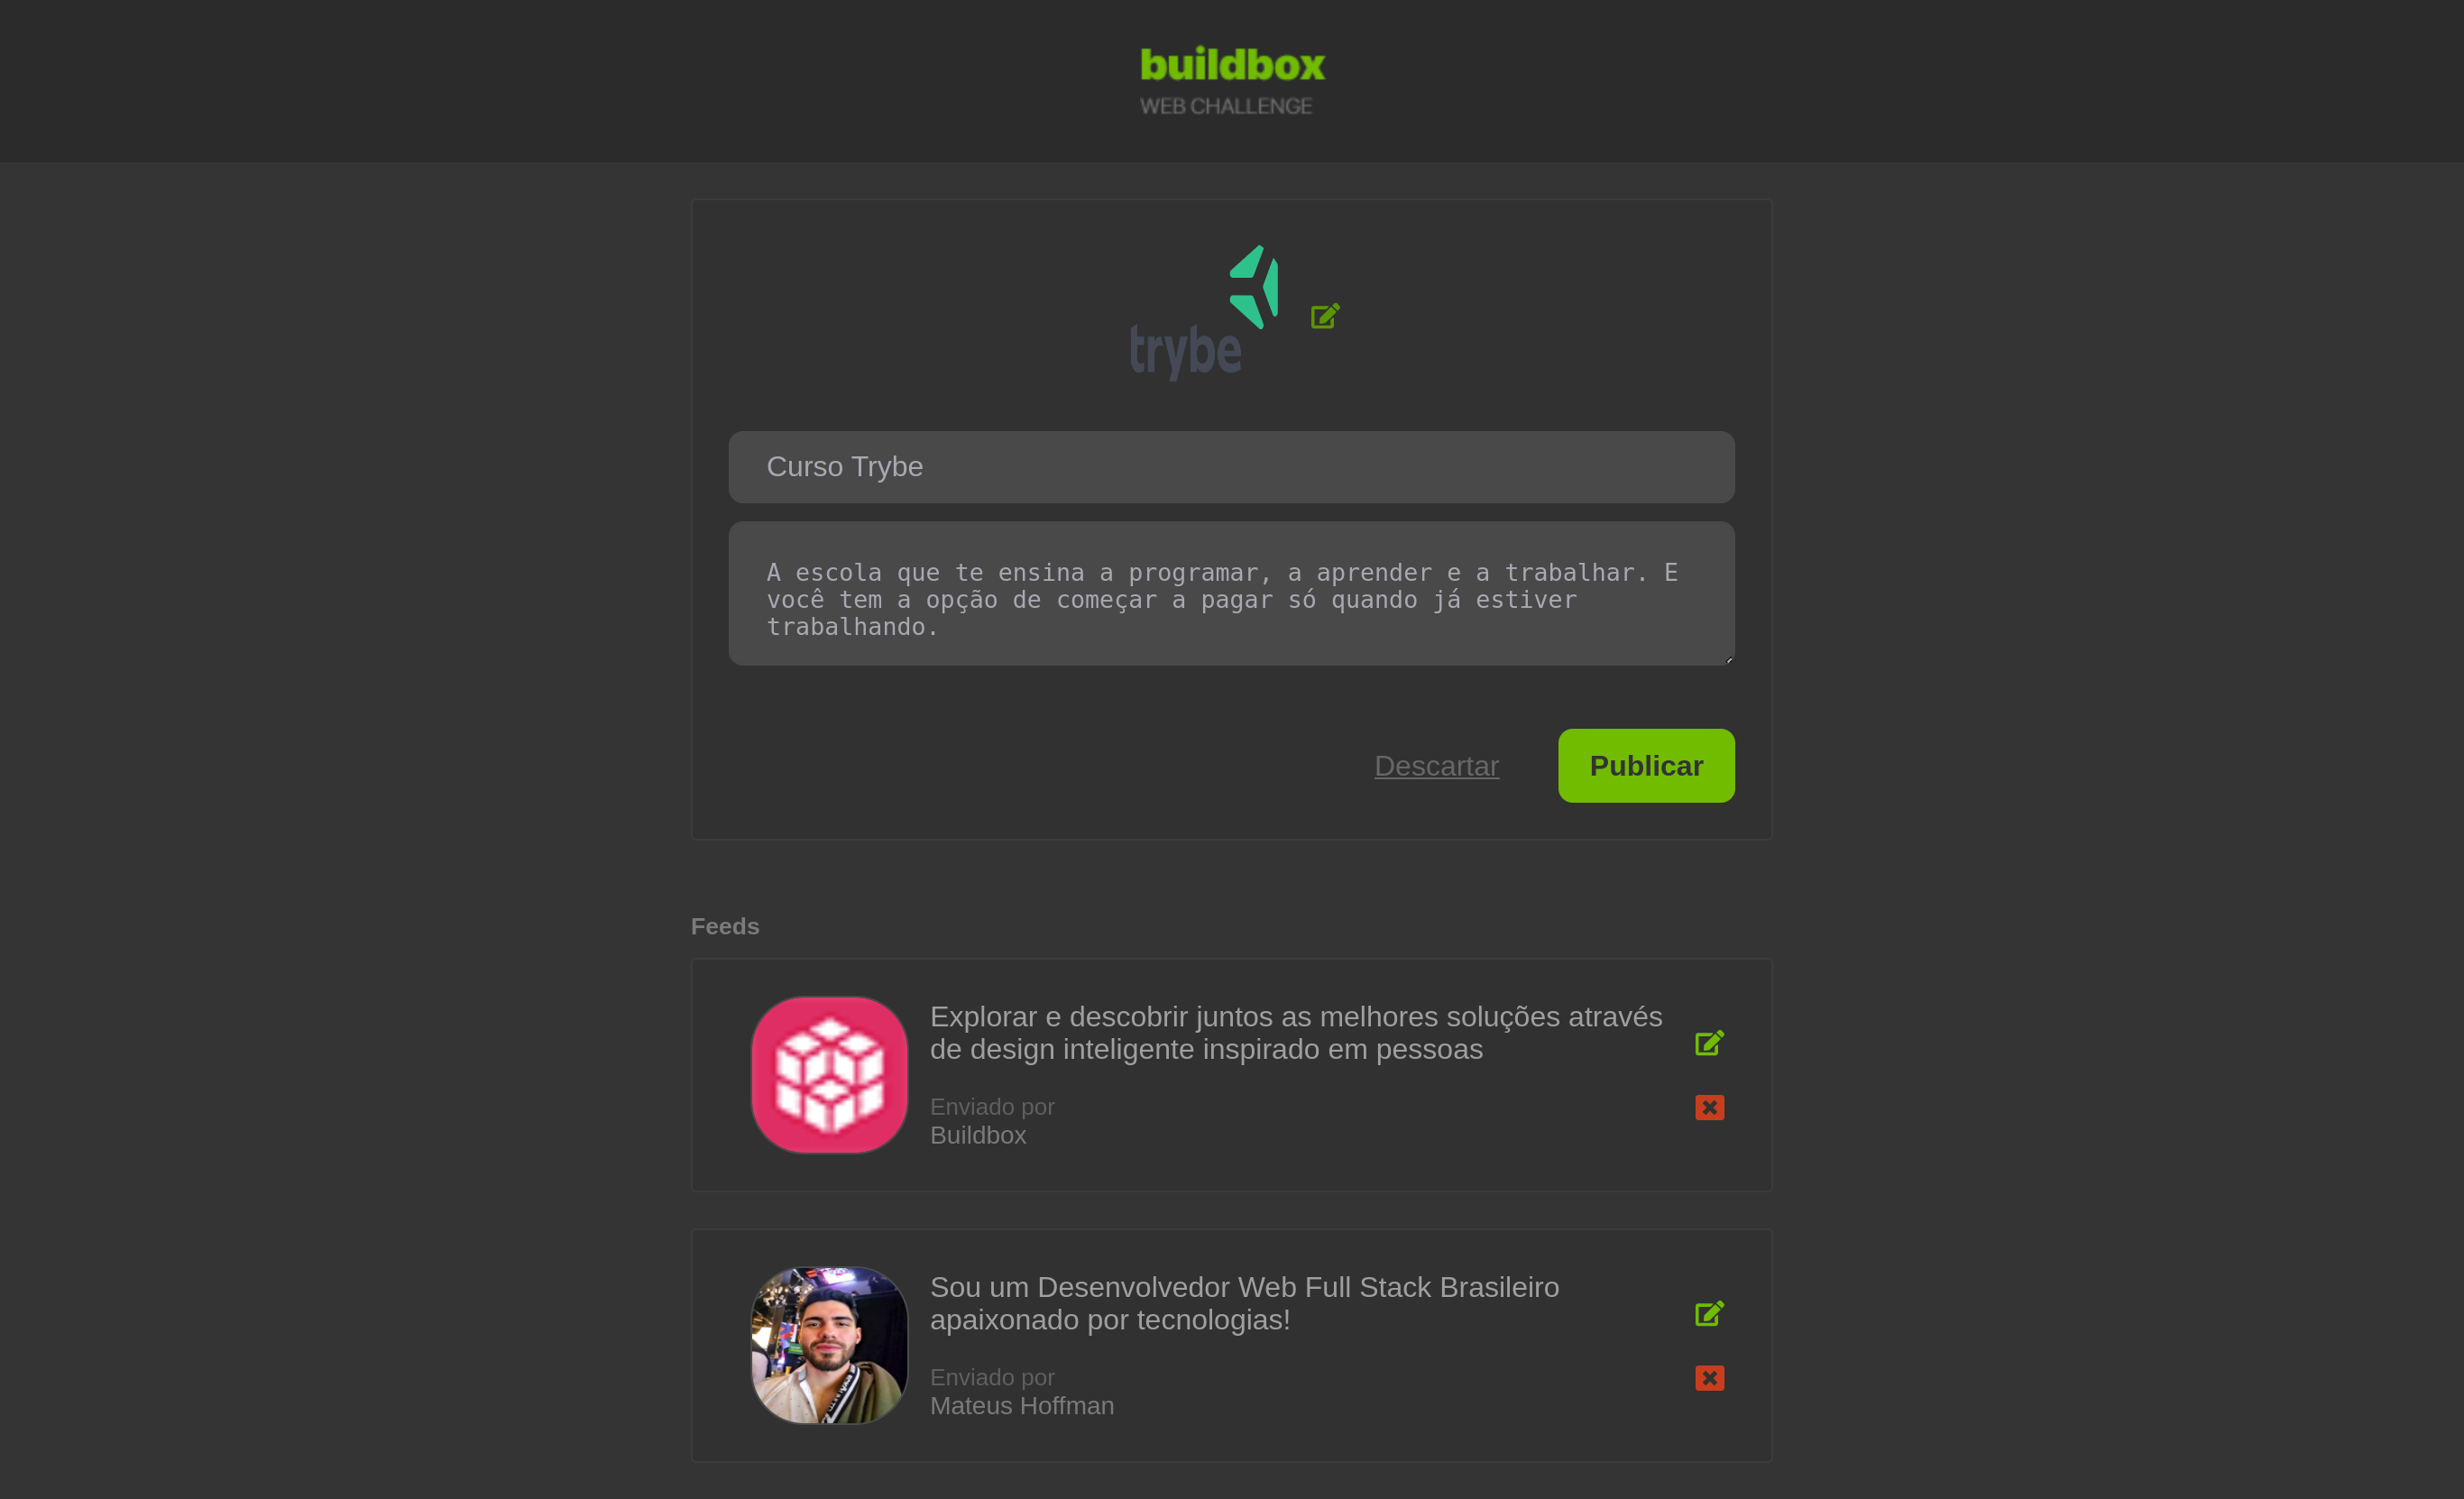 buildbox
WEB CHALLENGE
trybe
Curso Trybe
A escola que te ensina a programar, a aprender e a trabalhar. E
você tem a opção de começar a pagar só quando já estiver
trabalhando.
Descartar
Publicar
Feeds
Explorar e descobrir juntos as melhores soluções através
de design inteligente inspirado em pessoas
Enviado por
Buildbox
Sou um Desenvolvedor Web Full Stack Brasileiro
apaixonado por tecnologias!
Enviado por
Mateus Hoffman